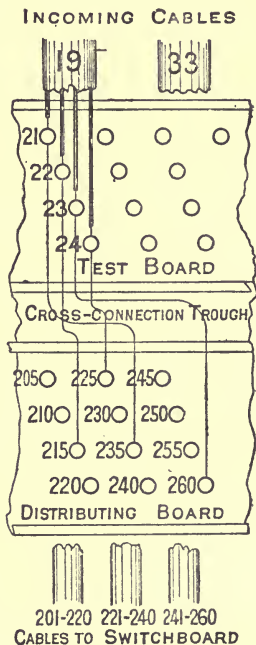 INCOMING CABLES
19 33
21
22
23
24
TEST BOARD
CROSS-CONNECTION TROUGH
205 225 245
210 230 250
215 235 255
220 240 260
DISTRIBUTING BOARD
201-220 221-240 241-260
CABLES TO SWITCHBOARD